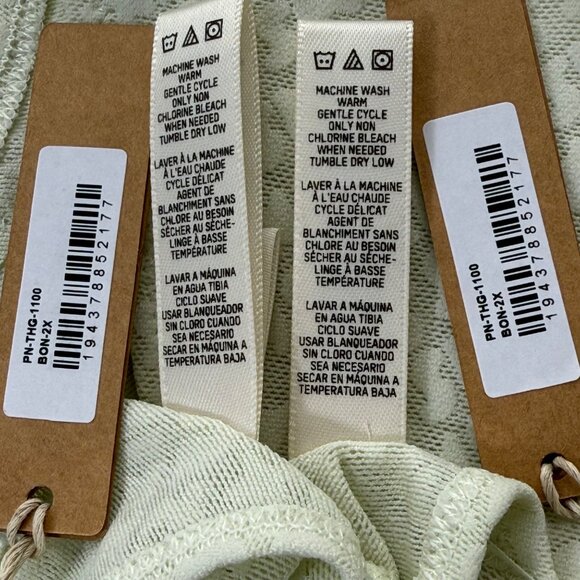 PN-THG-1100
BON-2X
194378852177
MACHINE WASH
WARM
GENTLE CYCLE
ONLY NON
CHLORINE BLEACH
WHEN NEEDED
TUMBLE DRY LOW
LAVER À LA MACHINE
À L'EAU CHAUDE
CYCLE DÉLICAT
AGENT DE
BLANCHIMENT SANS
CHLORE AU BESOIN
SÉCHER AU SÈCHE-
LINGE À BASSE
TEMPÉRATURE
LAVAR A MÁQUINA
EN AGUA TIBIA
CICLO SUAVE
USAR BLANQUEADOR
SIN CLORO CUANDO
SEA NECESARIO
SECAR EN MÁQUINA A
TEMPERATURA BAJA
MACHINE WASH
WARM
GENTLE CYCLE
ONLY NON
CHLORINE BLEACH
WHEN NEEDED
TUMBLE DRY LOW
LAVER À LA MACHINE
À L'EAU CHAUDE
CYCLE DÉLICAT
AGENT DE
BLANCHIMENT SANS
CHLORE AU BESOIN
SÉCHER AU SÈCHE-
LINGE À BASSE
TEMPÉRATURE
LAVAR A MÁQUINA
EN AGUA TIBIA
CICLO SUAVE
USAR BLANQUEADOR
SIN CLORO CUANDO
SEA NECESARIO
SECAR EN MÁQUINA A
TEMPERATURA BAJA
PN-THG-1100
BON-2X
194378852177